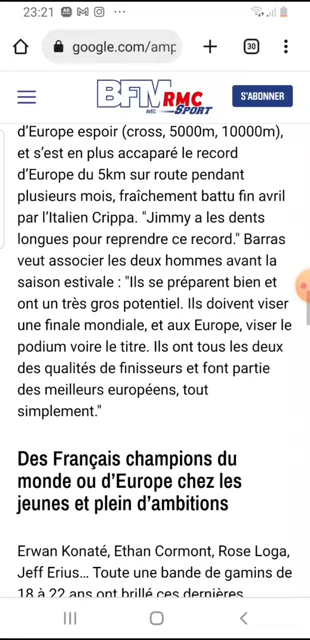 23:21
google.com/amp
30
BFM RMC
AVEC SPORT
S'ABONNER
d'Europe espoir (cross, 5000m, 10000m),
et s'est en plus accaparé le record
d'Europe du 5km sur route pendant
plusieurs mois, fraîchement battu fin avril
par l'Italien Crippa. "Jimmy a les dents
longues pour reprendre ce record." Barras
veut associer les deux hommes avant la
saison estivale : "Ils se préparent bien et
ont un très gros potentiel. Ils doivent viser
une finale mondiale, et aux Europe, viser le
podium voire le titre. Ils ont tous les deux
des qualités de finisseurs et font partie
des meilleurs européens, tout
simplement."
Des Français champions du
monde ou d'Europe chez les
jeunes et plein d'ambitions
Erwan Konaté, Ethan Cormont, Rose Loga,
Jeff Erius... Toute une bande de gamins de
18 à 22 ans ont brillé ces dernières